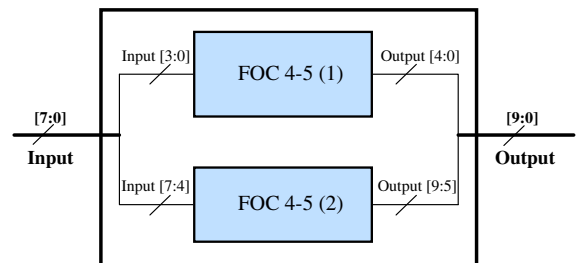 Input [3:0]
FOC 4-5 (1)
Output [4:0]
[7:0]
Input
[9:0]
Output
Input [7:4]
FOC 4-5 (2)
Output [9:5]